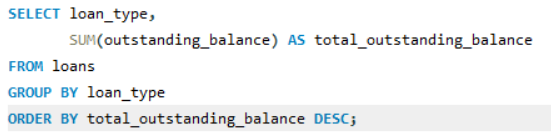 SELECT loan_type,
       SUM(outstanding_balance) AS total_outstanding_balance
FROM loans
GROUP BY loan_type
ORDER BY total_outstanding_balance DESC;